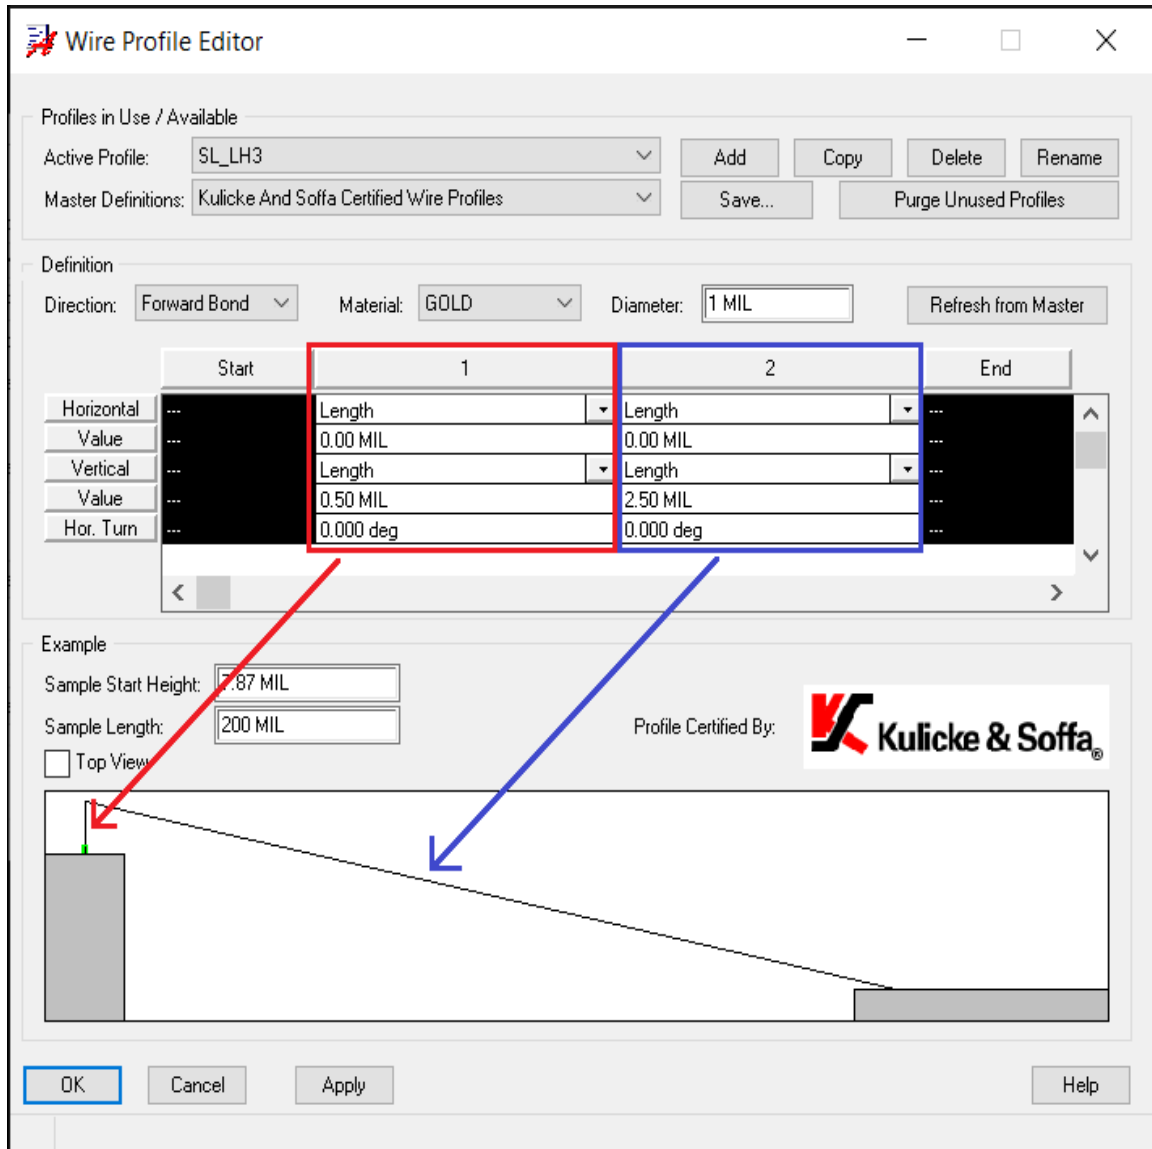 Wire Profile Editor
Profiles in Use / Available
Active Profile: SL_LH3 Add Copy Delete Rename
Master Definitions: Kulicke And Soffa Certified Wire Profiles Save... Purge Unused Profiles
Definition
Direction: Forward Bond Material: GOLD Diameter: 1 MIL Refresh from Master
Start 1 2 End
Horizontal --- Length Length ---
Value --- 0.00 MIL 0.00 MIL ---
Vertical --- Length Length ---
Value --- 0.50 MIL 2.50 MIL ---
Hor. Turn --- 0.000 deg 0.000 deg ---
Example
Sample Start Height: 7.87 MIL
Sample Length: 200 MIL
Profile Certified By: Kulicke & Soffa®
Top View
OK Cancel Apply Help